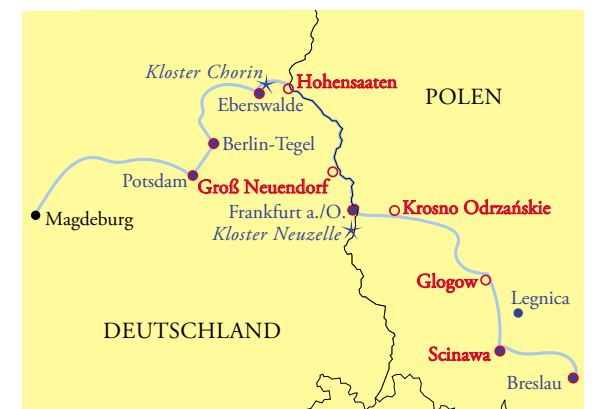 Kloster Chorin
Hohensaaten
POLEN
Eberswalde
Berlin-Tegel
Potsdam
Groß Neuendorf
Frankfurt a./O.
Krosno Odrzańskie
Magdeburg
Kloster Neuzelle
Glogow
Legnica
DEUTSCHLAND
Scinawa
Breslau